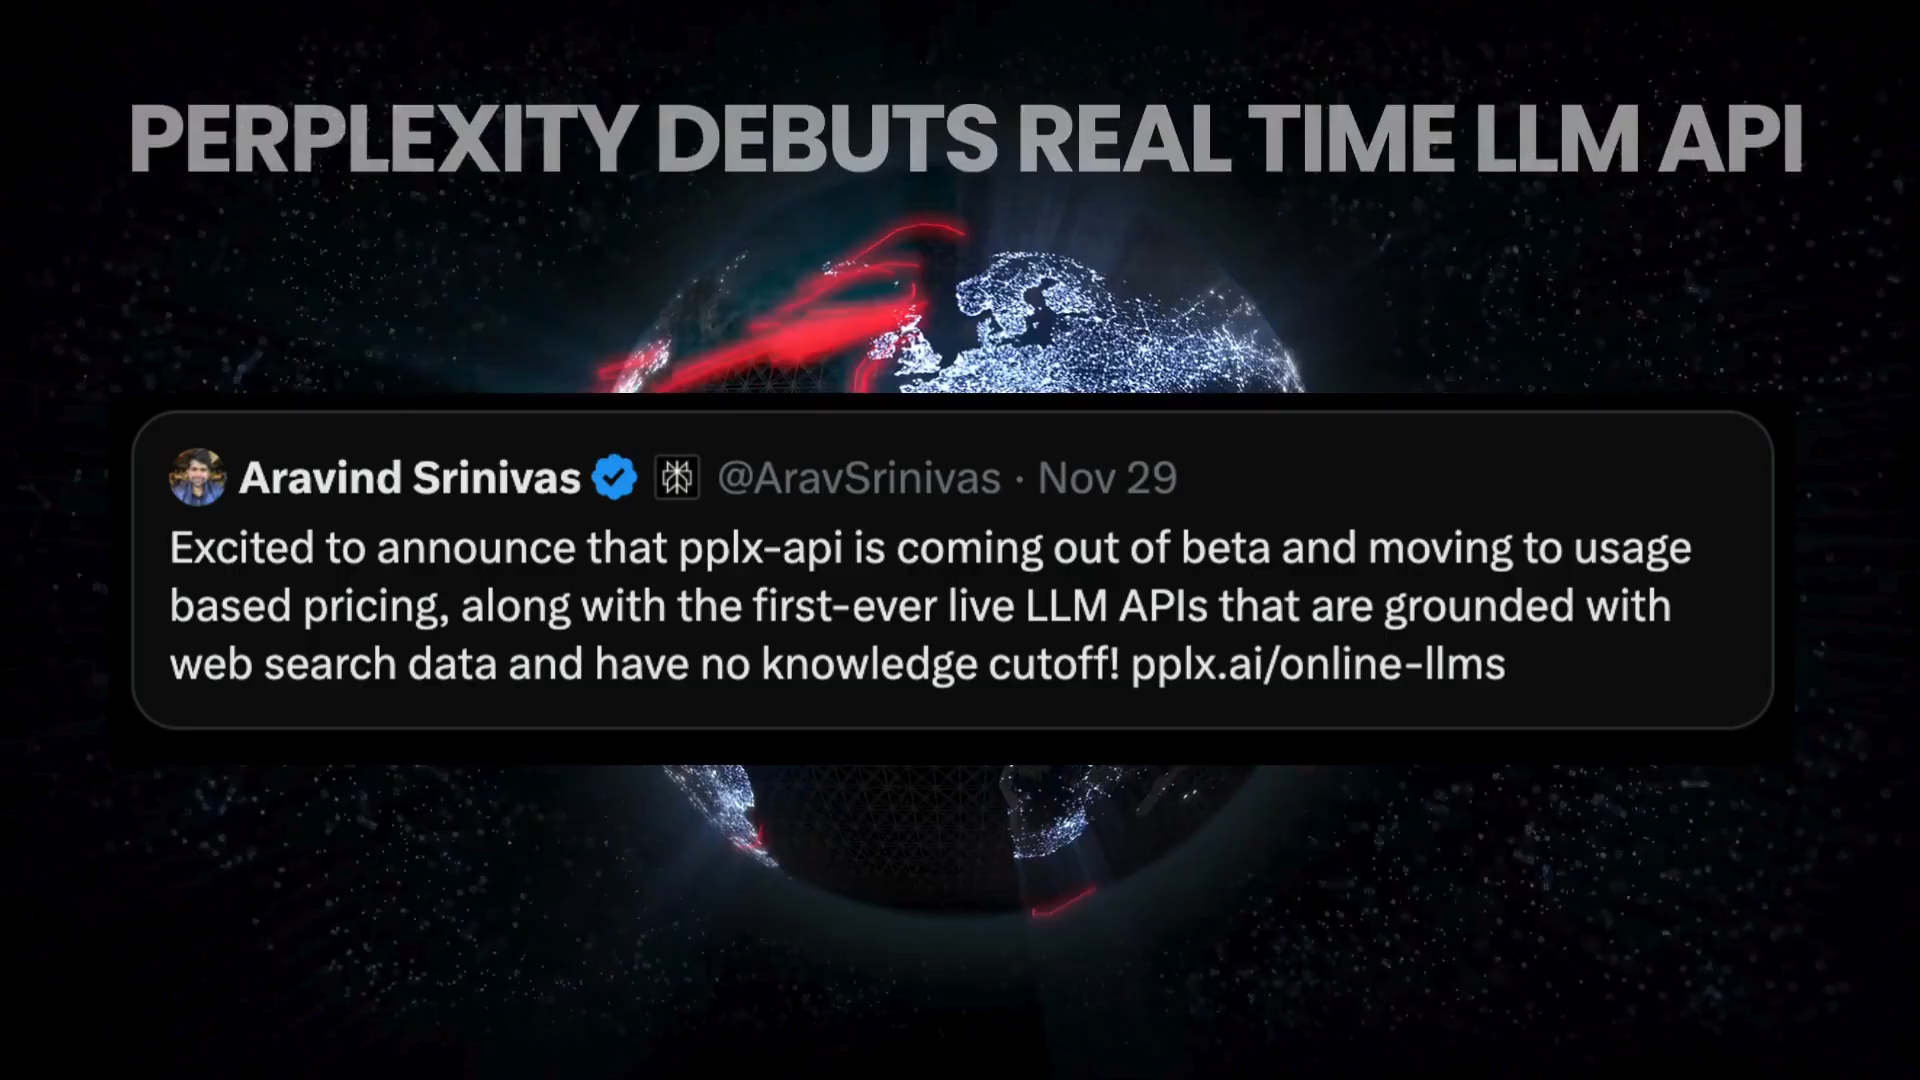 PERPLEXITY DEBUTS REAL TIME LLM API
Aravind Srinivas @AravSrinivas · Nov 29
Excited to announce that pplx-api is coming out of beta and moving to usage
based pricing, along with the first-ever live LLM APIs that are grounded with
web search data and have no knowledge cutoff! pplx.ai/online-llms